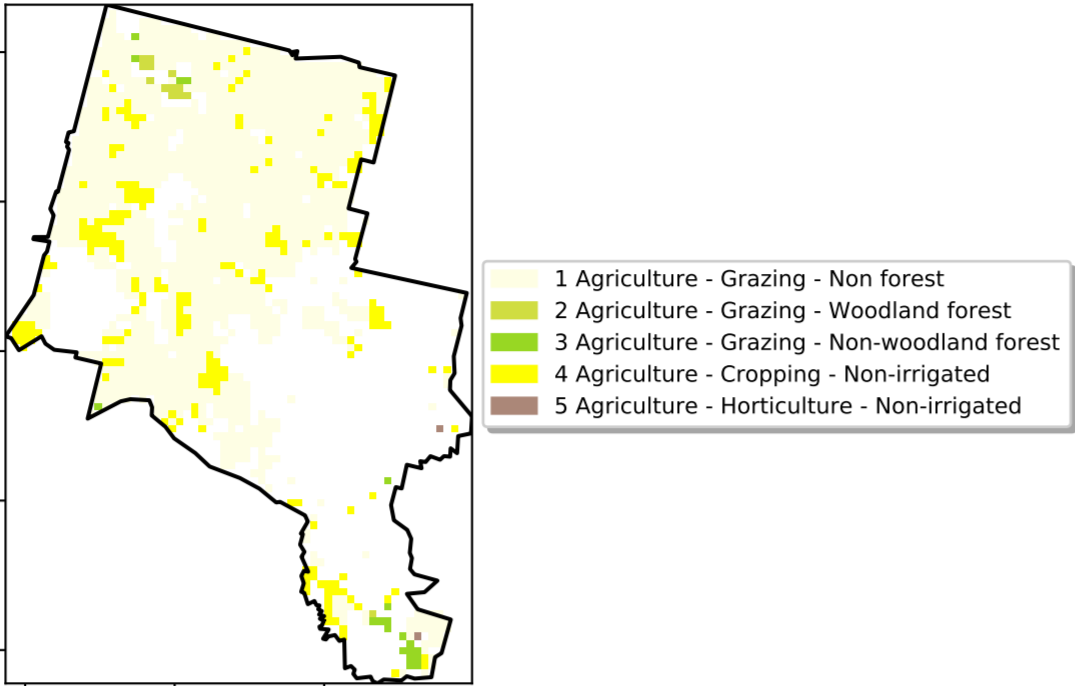 1 Agriculture - Grazing - Non forest
2 Agriculture - Grazing - Woodland forest
3 Agriculture - Grazing - Non-woodland forest
4 Agriculture - Cropping - Non-irrigated
5 Agriculture - Horticulture - Non-irrigated